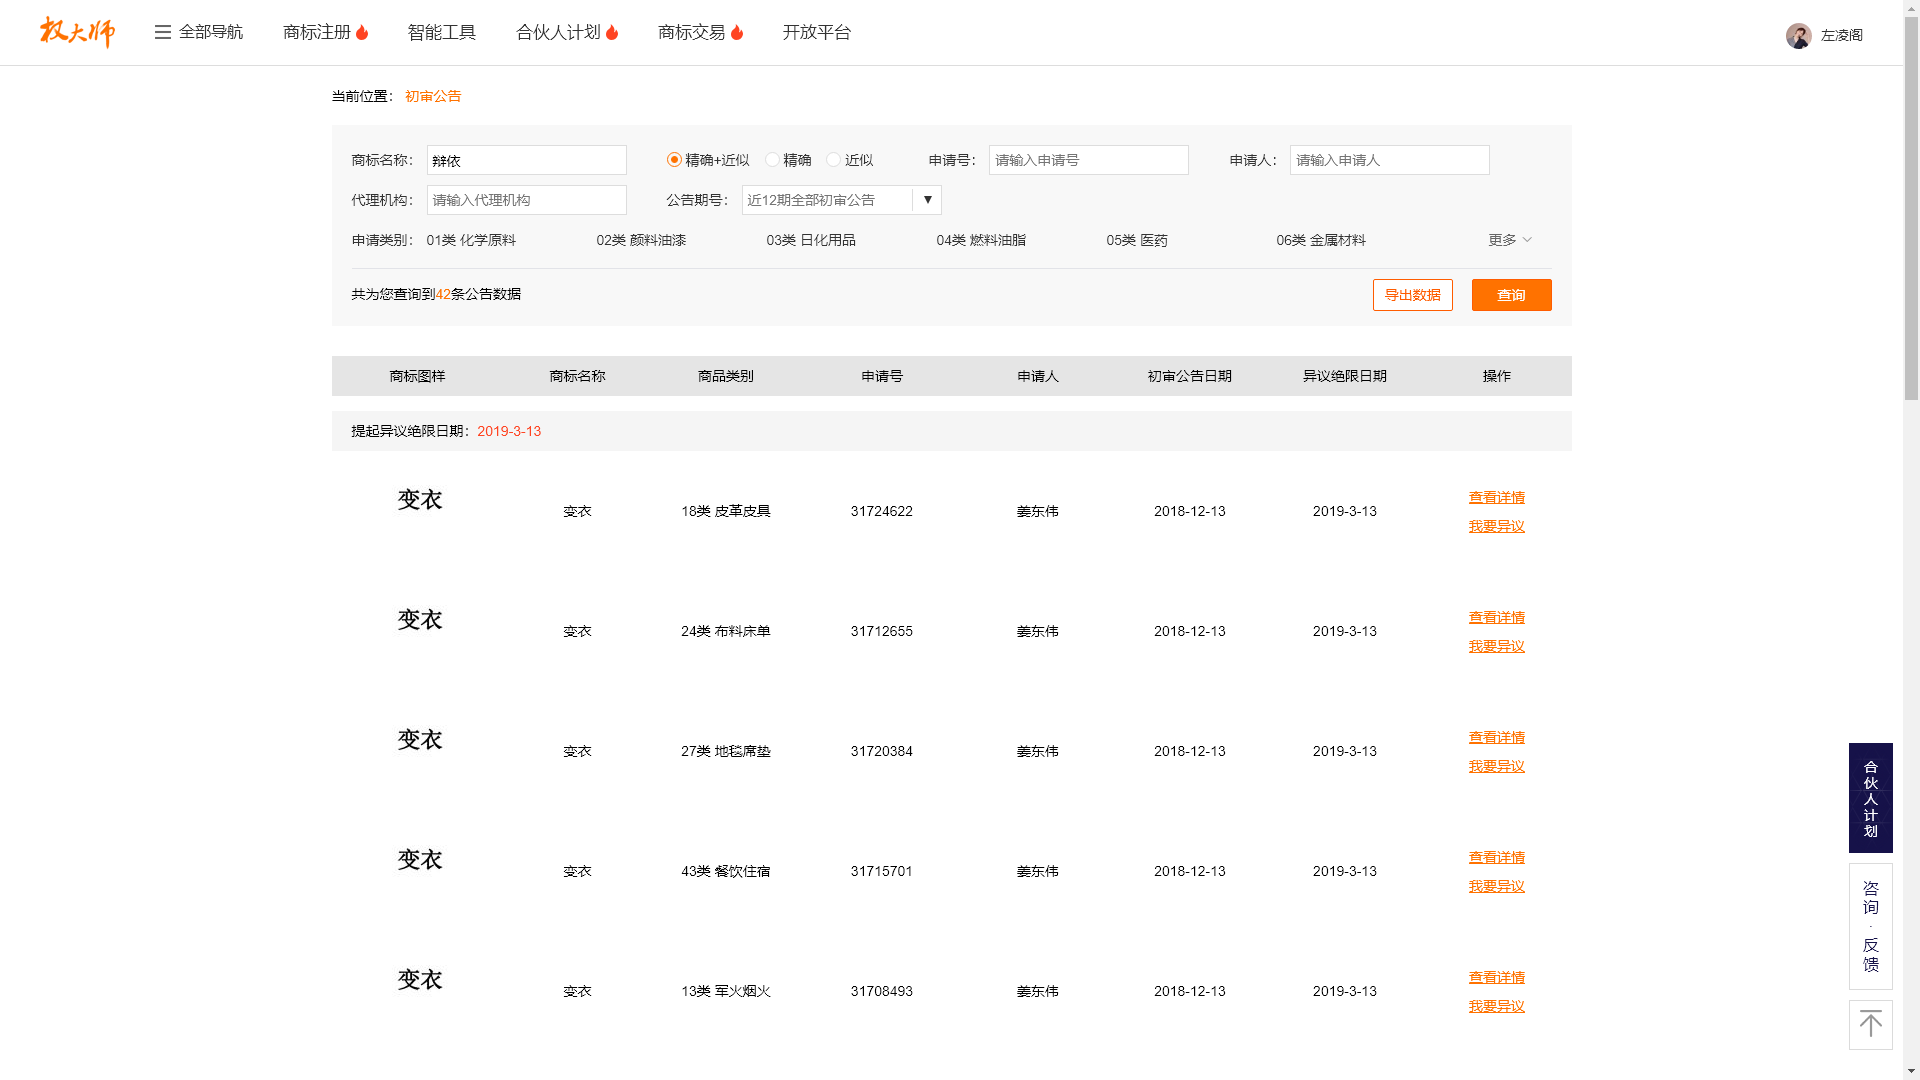 权大师 全部导航 商标注册 智能工具 合伙人计划 商标交易 开放平台 左凌阁
当前位置： 初审公告
商标名称： 辩依 精确+近似 精确 近似 申请号： 请输入申请号 申请人： 请输入申请人
代理机构： 请输入代理机构 公告期号： 近12期全部初审公告 ▼
申请类别： 01类 化学原料 02类 颜料油漆 03类 日化用品 04类 燃料油脂 05类 医药 06类 金属材料 更多
共为您查询到42条公告数据 导出数据 查询
商标图样 商标名称 商品类别 申请号 申请人 初审公告日期 异议绝限日期 操作
提起异议绝限日期：2019-3-13
变衣 变衣 18类 皮革皮具 31724622 姜东伟 2018-12-13 2019-3-13 查看详情
我要异议
变衣 变衣 24类 布料床单 31712655 姜东伟 2018-12-13 2019-3-13 查看详情
我要异议
变衣 变衣 27类 地毯席垫 31720384 姜东伟 2018-12-13 2019-3-13 查看详情
我要异议
变衣 变衣 43类 餐饮住宿 31715701 姜东伟 2018-12-13 2019-3-13 查看详情
我要异议
变衣 变衣 13类 军火烟火 31708493 姜东伟 2018-12-13 2019-3-13 查看详情
我要异议
合伙人计划
咨询·反馈